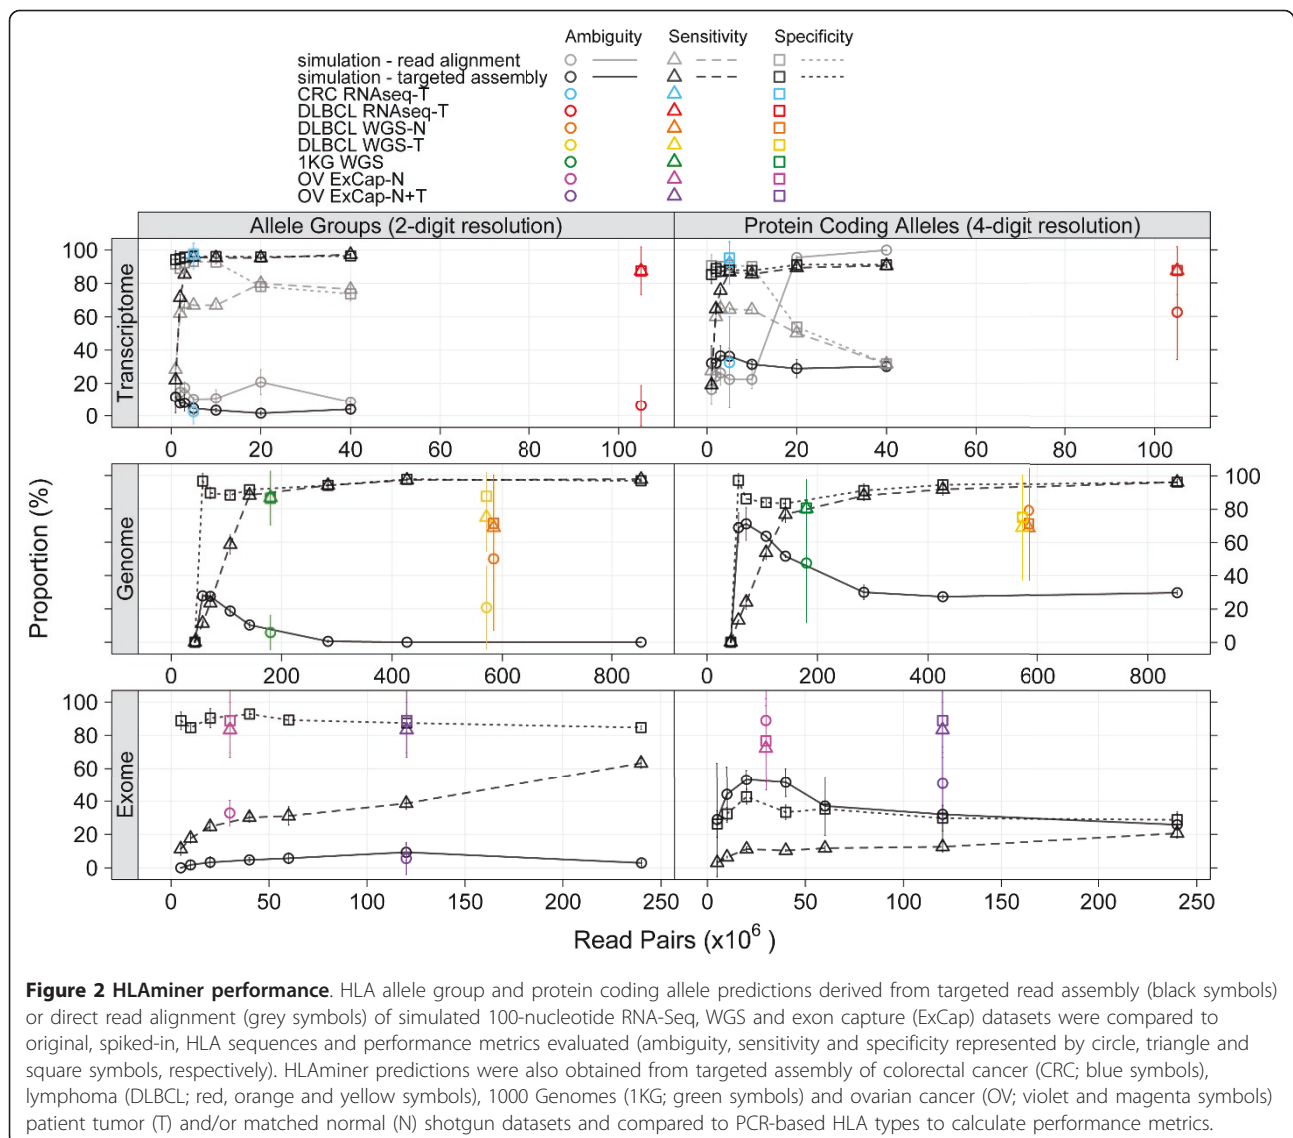 Ambiguity Sensitivity Specificity
simulation - read alignment
simulation - targeted assembly
CRC RNAseq-T
DLBCL RNAseq-T
DLBCL WGS-N
DLBCL WGS-T
1KG WGS
OV ExCap-N
OV ExCap-N+T
Allele Groups (2-digit resolution) Protein Coding Alleles (4-digit resolution)
Proportion (%)
Transcriptome
100
80
60
40
20
0
0 20 40 60 80 100 0 20 40 60 80 100
Genome
100
80
60
40
20
0
0 200 400 600 800 0 200 400 600 800
Exome
100
80
60
40
20
0
0 50 100 150 200 250 0 50 100 150 200 250
Read Pairs (x10⁶ )
Figure 2 HLAminer performance. HLA allele group and protein coding allele predictions derived from targeted read assembly (black symbols)
or direct read alignment (grey symbols) of simulated 100-nucleotide RNA-Seq, WGS and exon capture (ExCap) datasets were compared to
original, spiked-in, HLA sequences and performance metrics evaluated (ambiguity, sensitivity and specificity represented by circle, triangle and
square symbols, respectively). HLAminer predictions were also obtained from targeted assembly of colorectal cancer (CRC; blue symbols),
lymphoma (DLBCL; red, orange and yellow symbols), 1000 Genomes (1KG; green symbols) and ovarian cancer (OV; violet and magenta symbols)
patient tumor (T) and/or matched normal (N) shotgun datasets and compared to PCR-based HLA types to calculate performance metrics.